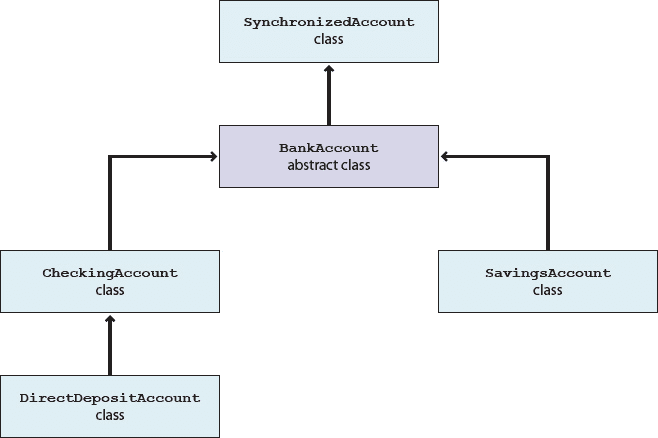 SynchronizedAccount
class
BankAccount
abstract class
CheckingAccount
class
SavingsAccount
class
DirectDepositAccount
class